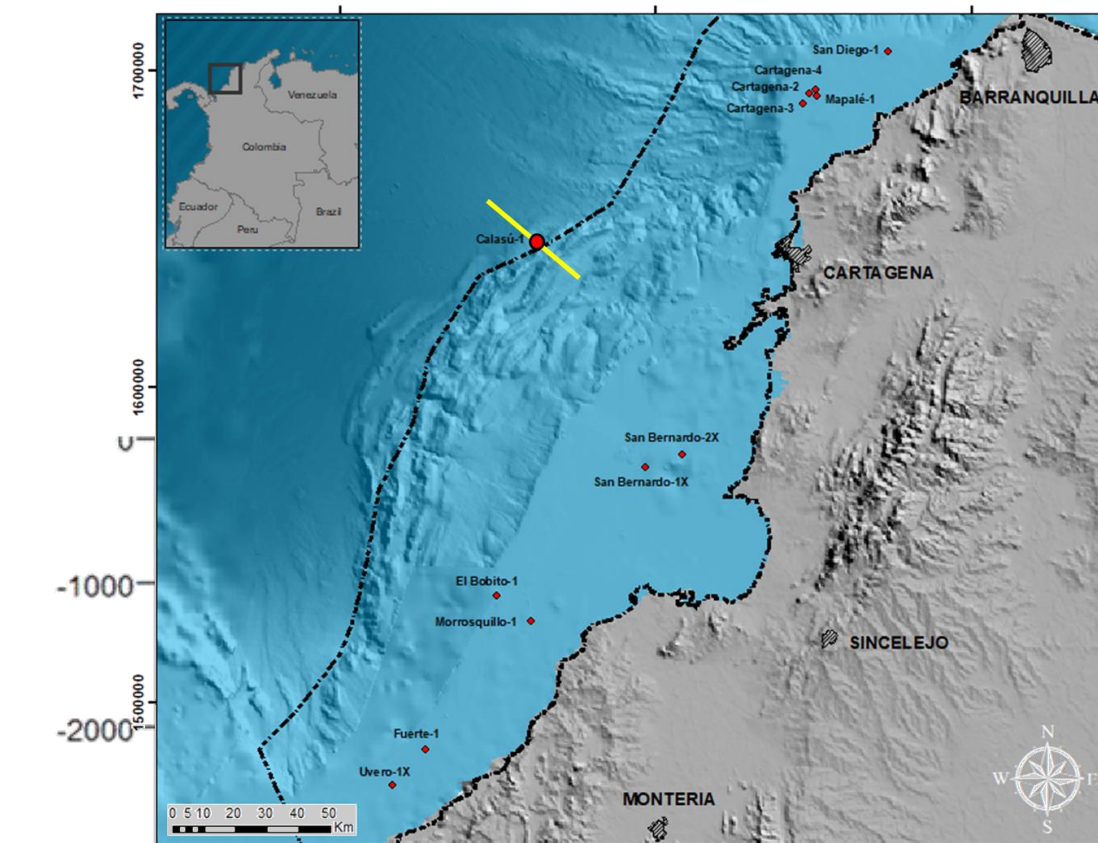 1700000
1600000
1500000
-1000
-2000
Venezuela
Colombia
Ecuador
Peru
Brazil
San Diego-1
Cartagena-4
Cartagena-2
Mapalé-1
Cartagena-3
BARRANQUILLA
Calasú-1
CARTAGENA
San Bernardo-2X
San Bernardo-1X
El Bobito-1
Morrosquillo-1
SINCELEJO
Fuerte-1
Uvero-1X
MONTERIA
0 5 10 20 30 40 50
Km
N
W E
S